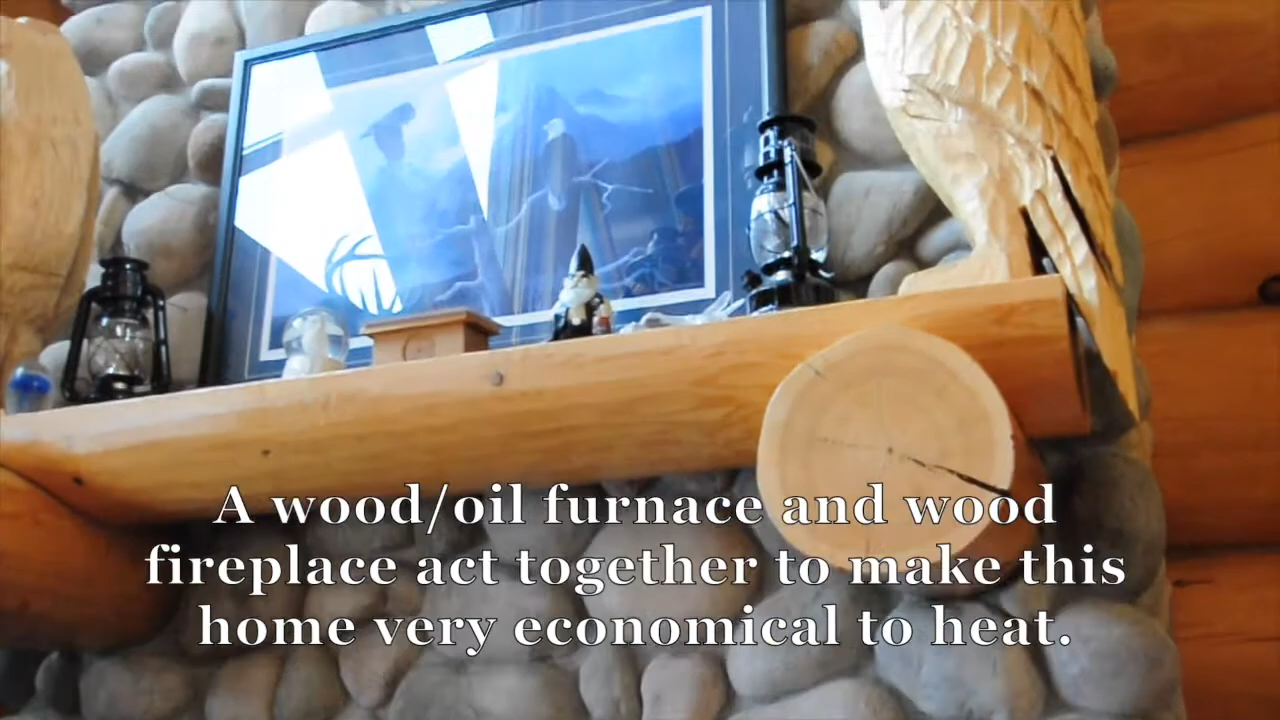 A wood/oil furnace and wood
fireplace act together to make this
home very economical to heat.